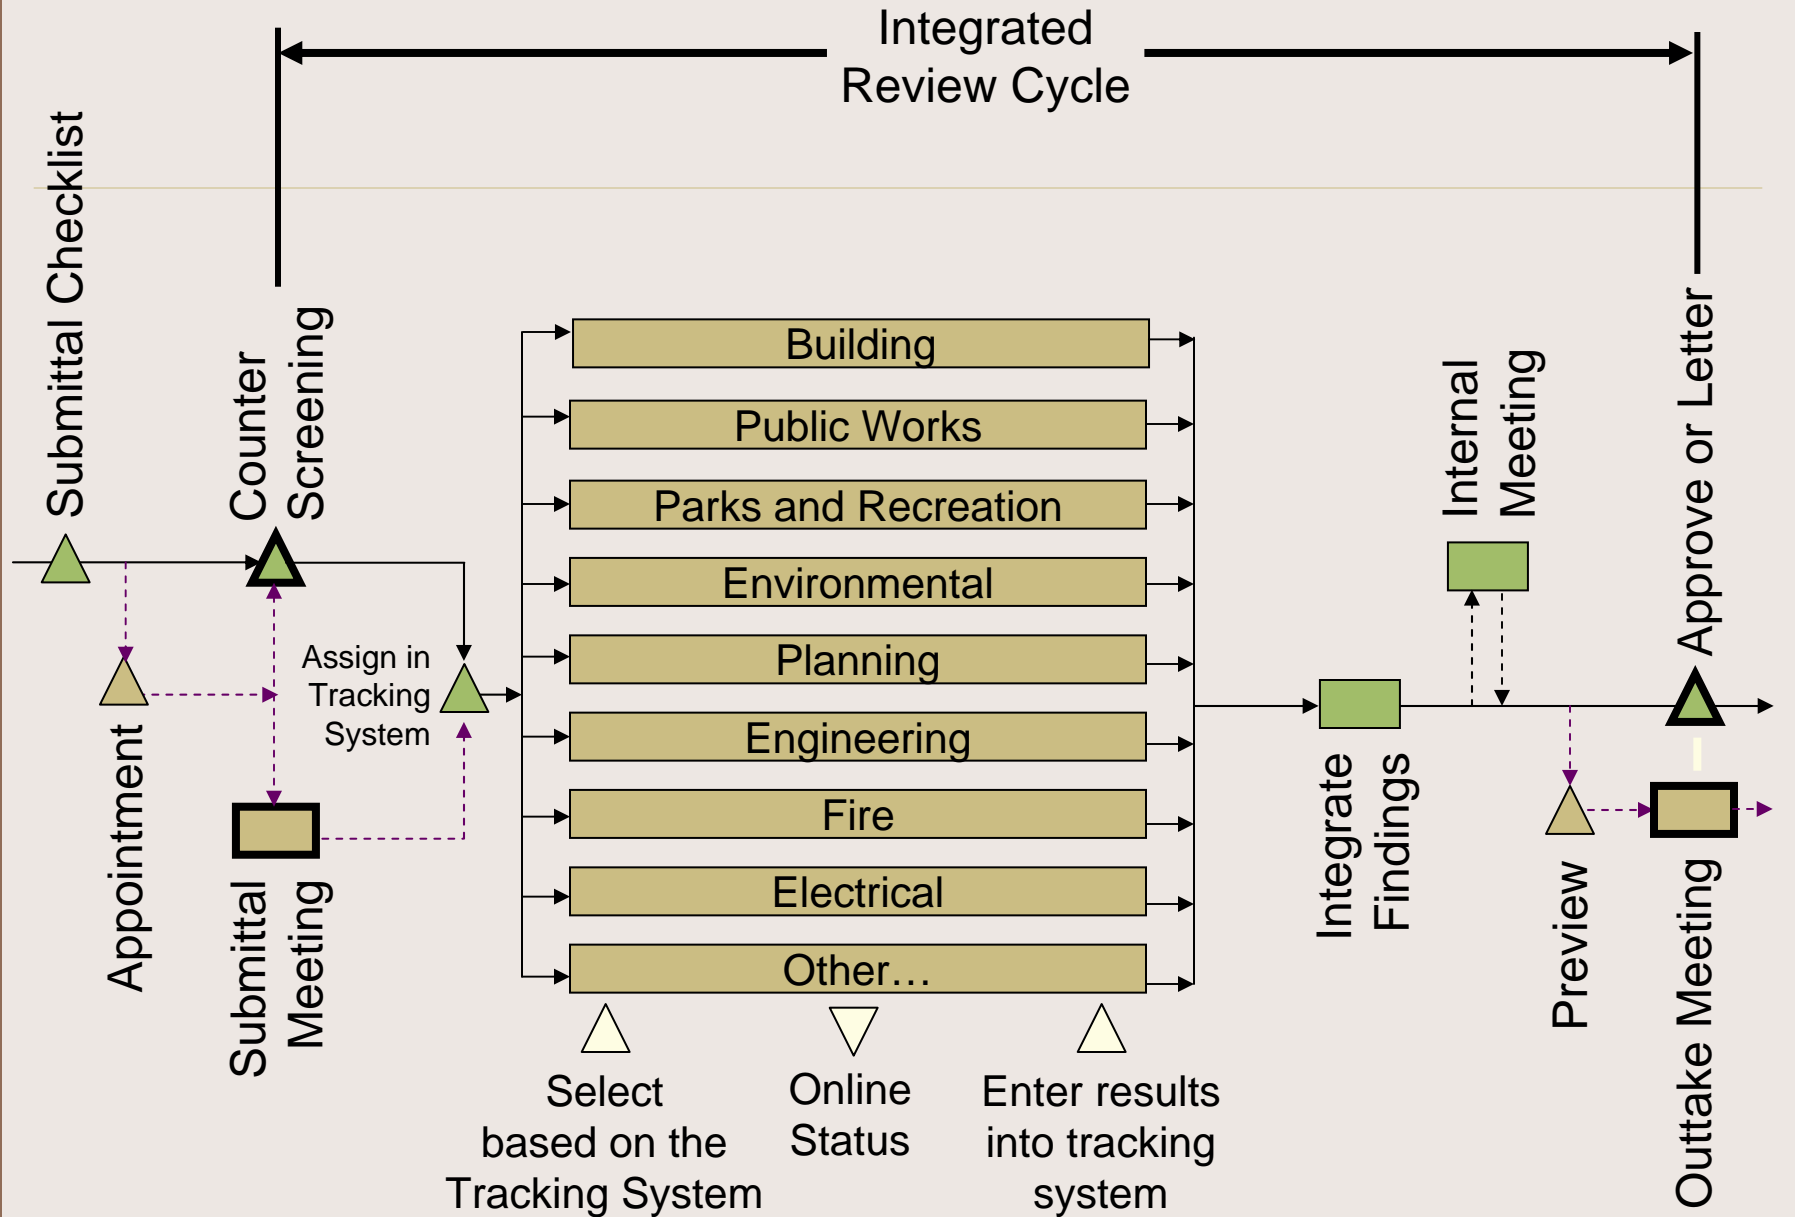 Integrated
Review Cycle
Submittal Checklist
Counter
Screening
Building
Public Works
Parks and Recreation
Environmental
Planning
Engineering
Fire
Electrical
Other…
Assign in
Tracking
System
Appointment
Submittal
Meeting
Internal
Meeting
Approve or Letter
Integrate
Findings
Preview
Outtake Meeting
Select
based on the
Tracking System
Online
Status
Enter results
into tracking
system